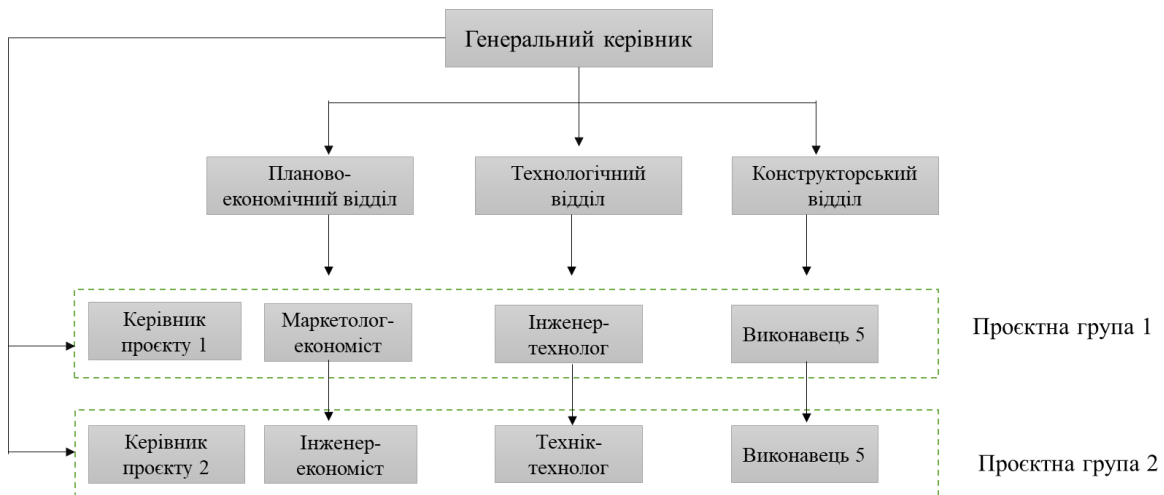 Генеральний керівник
Планово-
економічний відділ
Технологічний
відділ
Конструкторський
відділ
Керівник
проєкту 1
Маркетолог-
економіст
Інженер-
технолог
Виконавець 5
Проєктна група 1
Керівник
проєкту 2
Інженер-
економіст
Технік-
технолог
Виконавець 5
Проєктна група 2